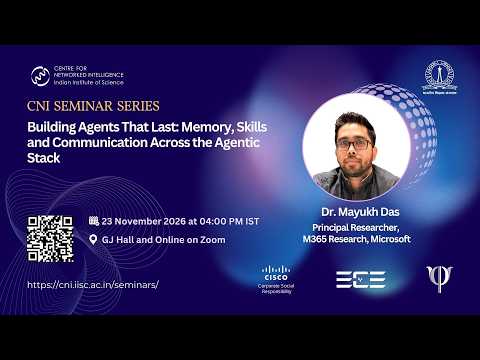 CENTRE FOR
NETWORKED INTELLIGENCE
Indian Institute of Science
CNI SEMINAR SERIES
Building Agents That Last: Memory, Skills
and Communication Across the Agentic
Stack
23 November 2026 at 04:00 PM IST
GJ Hall and Online on Zoom
https://cni.iisc.ac.in/seminars/
Dr. Mayukh Das
Principal Researcher,
M365 Research, Microsoft
CISCO
Corporate Social
Responsibility
ECE